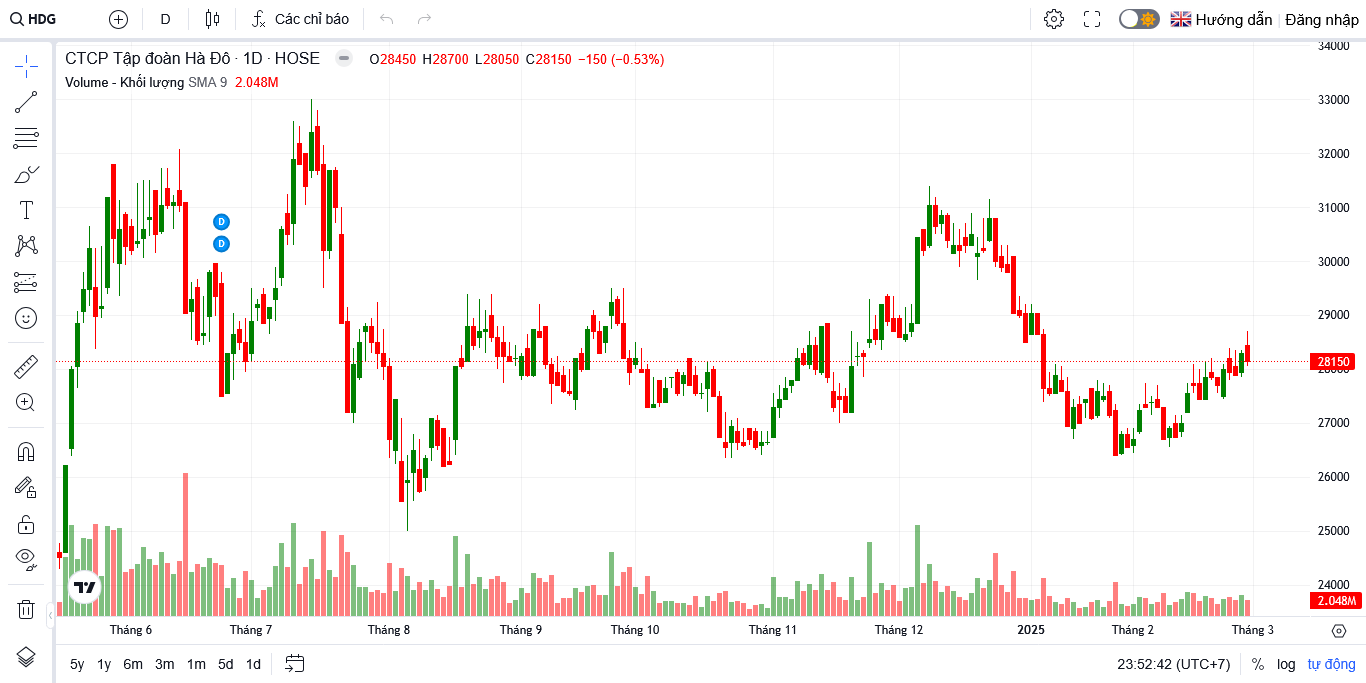 HDG D Các chỉ báo Hướng dẫn Đăng nhập
CTCP Tập đoàn Hà Đô · 1D · HOSE O28450 H28700 L28050 C28150 −150 (−0.53%)
Volume - Khối lượng SMA 9 2.048M
34000
33000
32000
31000
D
D
30000
29000
28150
28000
27000
26000
25000
24000
2.048M
Tháng 6 Tháng 7 Tháng 8 Tháng 9 Tháng 10 Tháng 11 Tháng 12 2025 Tháng 2 Tháng 3
5y 1y 6m 3m 1m 5d 1d 23:52:42 (UTC+7) % log tự động